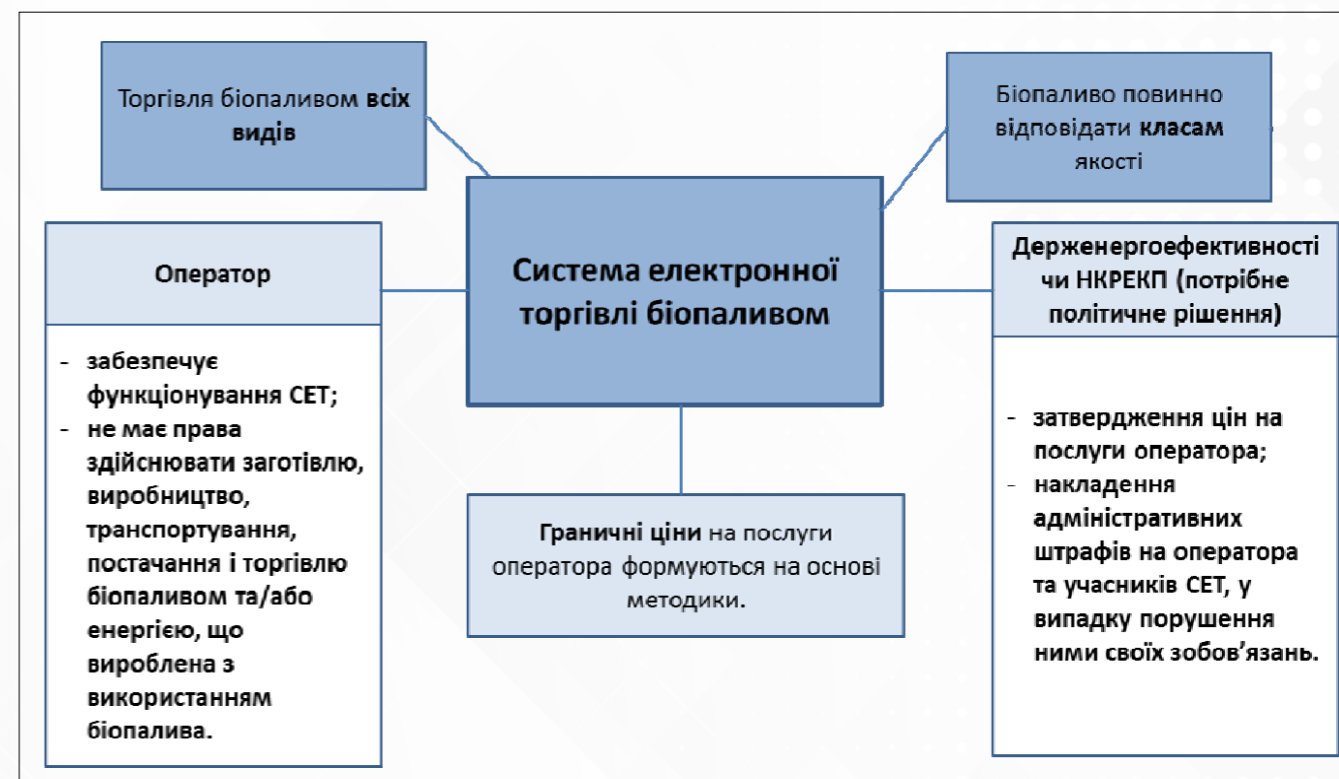 Торгівля біопаливом всіх
видів
Біопаливо повинно
відповідати класам
якості
Система електронної
торгівлі біопаливом
Оператор
- забезпечує
функціонування СЕТ;
- не має права
здійснювати заготівлю,
виробництво,
транспортування,
постачання і торгівлю
біопаливом та/або
енергією, що
вироблена з
використанням
біопалива.
Граничні ціни на послуги
оператора формуються на основі
методики.
Держенергоефективності
чи НКРЕКП (потрібне
політичне рішення)
- затвердження цін на
послуги оператора;
- накладення
адміністративних
штрафів на оператора
та учасників СЕТ, у
випадку порушення
ними своїх зобов’язань.